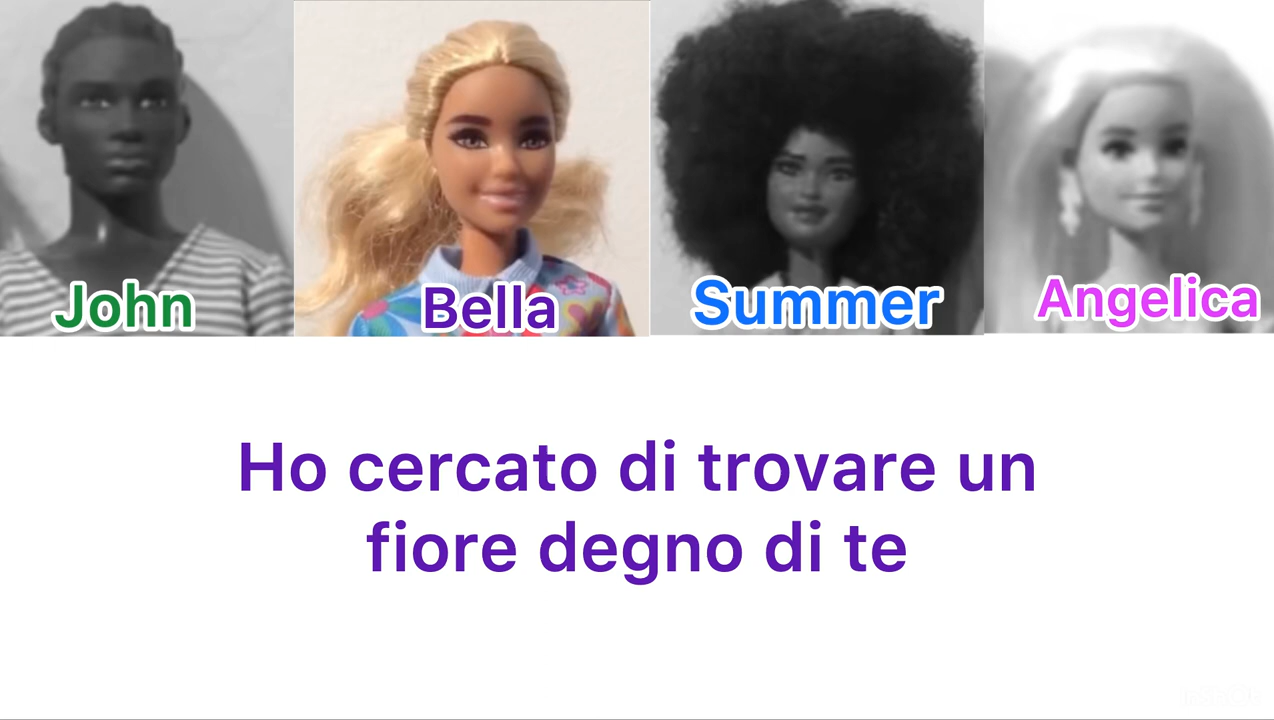 John
Bella
Summer
Angelica
Ho cercato di trovare un
fiore degno di te